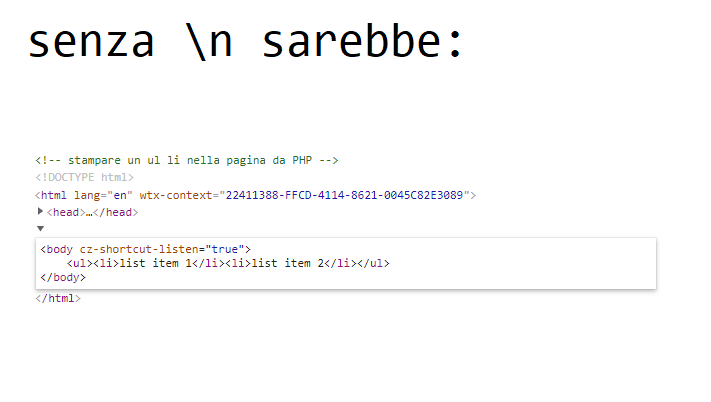 senza \n sarebbe:
<!-- stampare un ul li nella pagina da PHP -->
<!DOCTYPE html>
<html lang="en" wtx-context="22411388-FFCD-4114-8621-0045C82E3089">
<head>…</head>
<body cz-shortcut-listen="true">
<ul><li>list item 1</li><li>list item 2</li></ul>
</body>
</html>